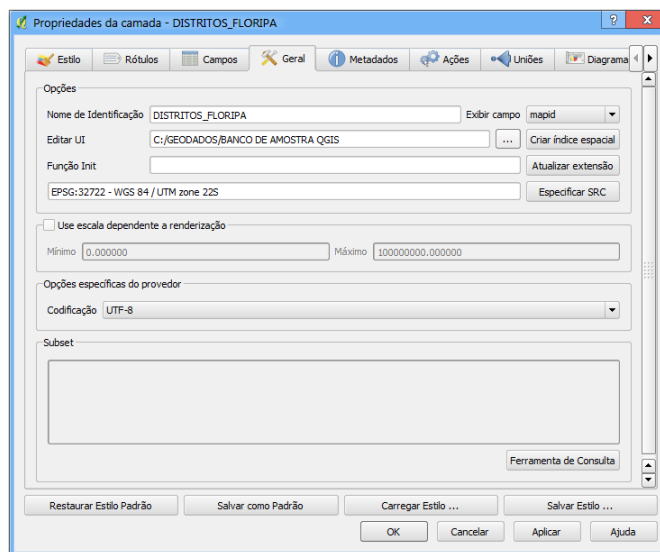 Propriedades da camada - DISTRITOS_FLORIPA
Estilo Rótulos Campos Geral Metadados Ações Uniões Diagrama
Opções
Nome de Identificação DISTRITOS_FLORIPA Exibir campo mapid
Editar UI C:/GEODADOS/BANCO DE AMOSTRA QGIS ... Criar índice espacial
Função Init Atualizar extensão
EPSG:32722 - WGS 84 / UTM zone 22S Especificar SRC
Use escala dependente a renderização
Mínimo 0.000000 Máximo 100000000.000000
Opções específicas do provedor
Codificação UTF-8
Subset
Ferramenta de Consulta
Restaurar Estilo Padrão Salvar como Padrão Carregar Estilo ... Salvar Estilo ...
OK Cancelar Aplicar Ajuda